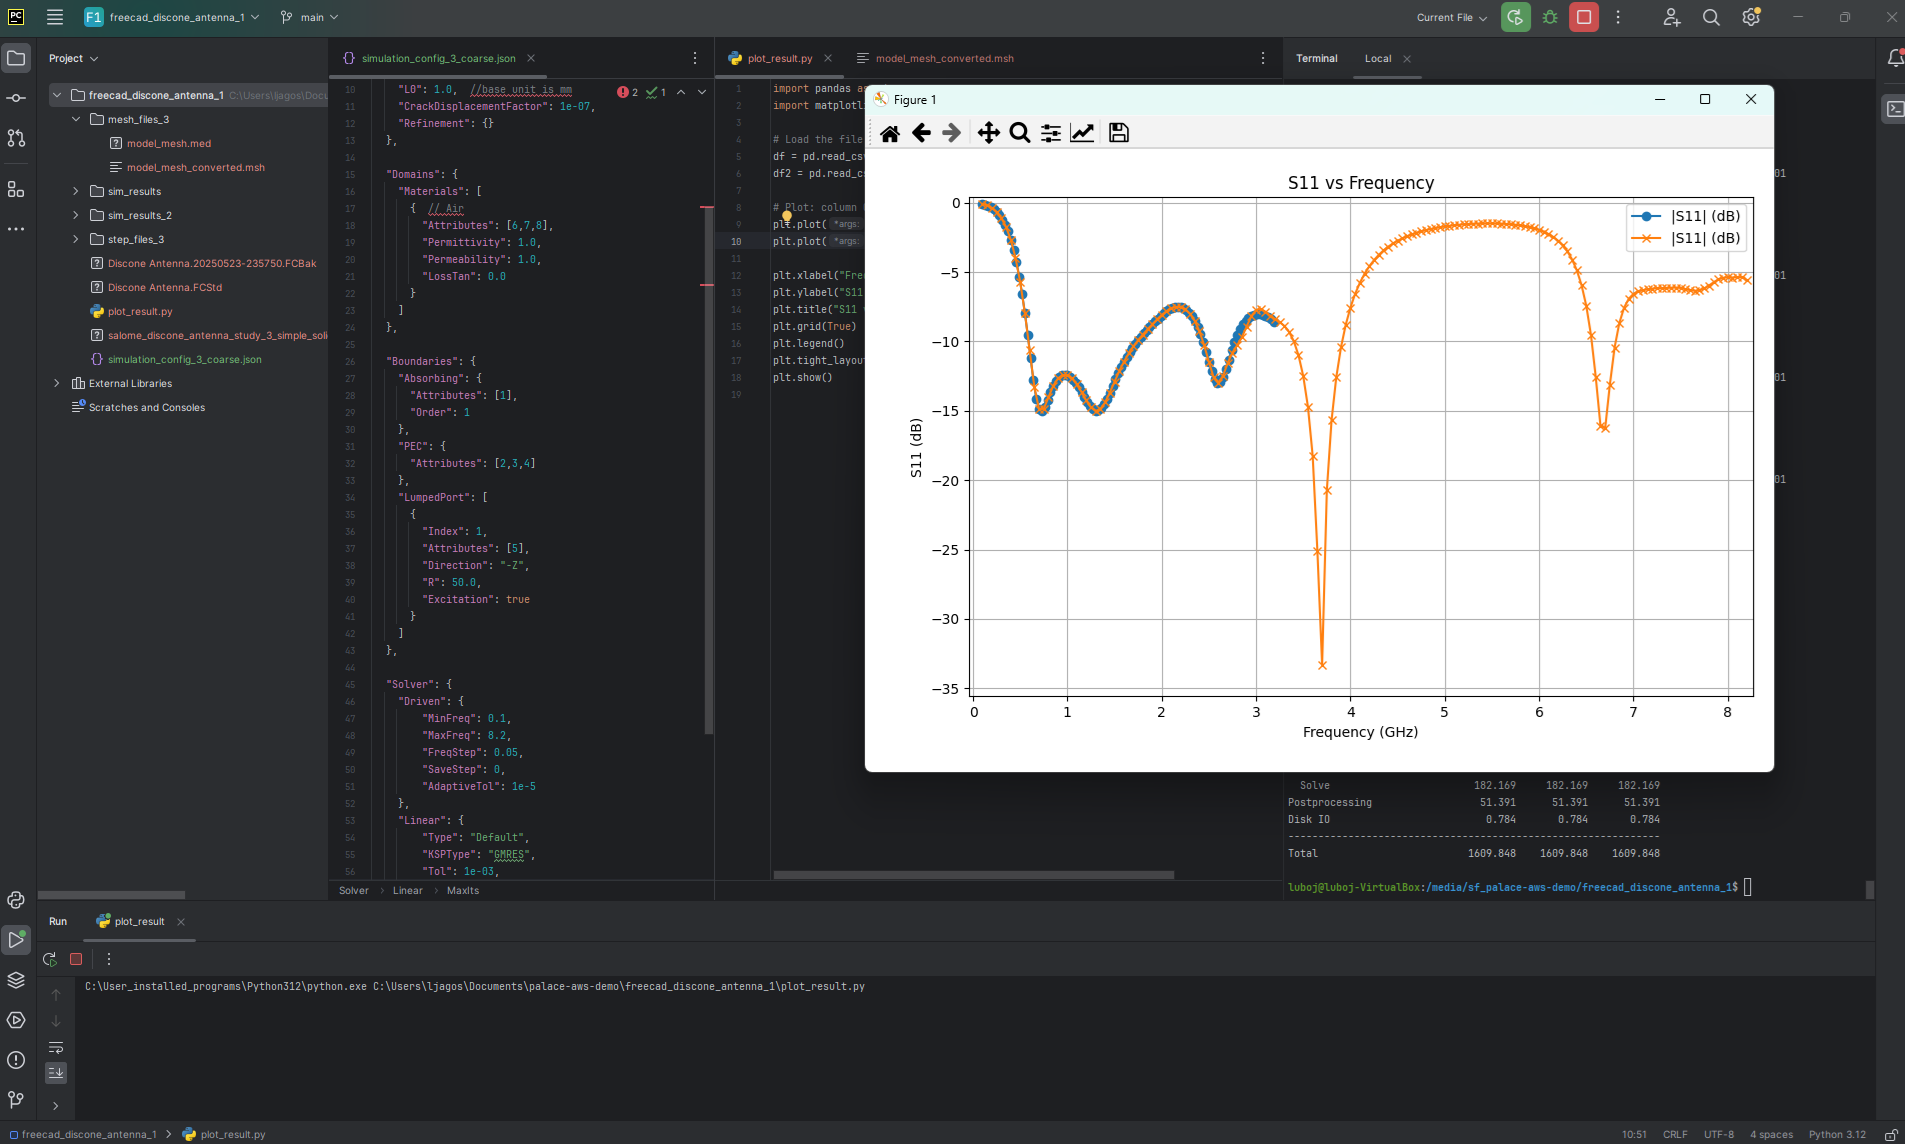 PC
F1
freecad_discone_antenna_1
main
Current File
Project
freecad_discone_antenna_1 C:\Users\ljagos\Docu
mesh_files_3
model_mesh.med
model_mesh_converted.msh
sim_results
sim_results_2
step_files_3
Discone Antenna.20250523-235750.FCBak
Discone Antenna.FCStd
plot_result.py
salome_discone_antenna_study_3_simple_soli
simulation_config_3_coarse.json
External Libraries
Scratches and Consoles
simulation_config_3_coarse.json
2 1
10 "L0": 1.0, //base unit is mm
11 "CrackDisplacementFactor": 1e-07,
12 "Refinement": {}
13 },
14
15 "Domains": {
16 "Materials": [
17 { // Air
18 "Attributes": [6,7,8],
19 "Permittivity": 1.0,
20 "Permeability": 1.0,
21 "LossTan": 0.0
22 }
23 ]
24 },
25
26 "Boundaries": {
27 "Absorbing": {
28 "Attributes": [1],
29 "Order": 1
30 },
31 "PEC": {
32 "Attributes": [2,3,4]
33 },
34 "LumpedPort": [
35 {
36 "Index": 1,
37 "Attributes": [5],
38 "Direction": "-Z",
39 "R": 50.0,
40 "Excitation": true
41 }
42 ]
43 },
44
45 "Solver": {
46 "Driven": {
47 "MinFreq": 0.1,
48 "MaxFreq": 8.2,
49 "FreqStep": 0.05,
50 "SaveStep": 0,
51 "AdaptiveTol": 1e-5
52 },
53 "Linear": {
54 "Type": "Default",
55 "KSPType": "GMRES",
56 "Tol": 1e-03,
Solver > Linear > MaxIts
plot_result.py
model_mesh_converted.msh
1 import pandas as
2 import matplotl
3
4 # Load the file
5 df = pd.read_cs
6 df2 = pd.read_cs
7
8 # Plot: column
9 plt.plot( *args:
10 plt.plot( *args:
11
12 plt.xlabel("Fre
13 plt.ylabel("S11
14 plt.title("S11
15 plt.grid(True)
16 plt.legend()
17 plt.tight_layou
18 plt.show()
19
Terminal
Local
01
01
01
01
Figure 1
S11 vs Frequency
|S11| (dB)
|S11| (dB)
0
−5
−10
−15
−20
−25
−30
−35
S11 (dB)
0 1 2 3 4 5 6 7 8
Frequency (GHz)
Solve 182.169 182.169 182.169
Postprocessing 51.391 51.391 51.391
Disk IO 0.784 0.784 0.784
--------------------------------------------------------------
Total 1609.848 1609.848 1609.848
luboj@luboj-VirtualBox:/media/sf_palace-aws-demo/freecad_discone_antenna_1$
Run
plot_result
C:\User_installed_programs\Python312\python.exe C:\Users\ljagos\Documents\palace-aws-demo\freecad_discone_antenna_1\plot_result.py
freecad_discone_antenna_1 > plot_result.py
10:51 CRLF UTF-8 4 spaces Python 3.12